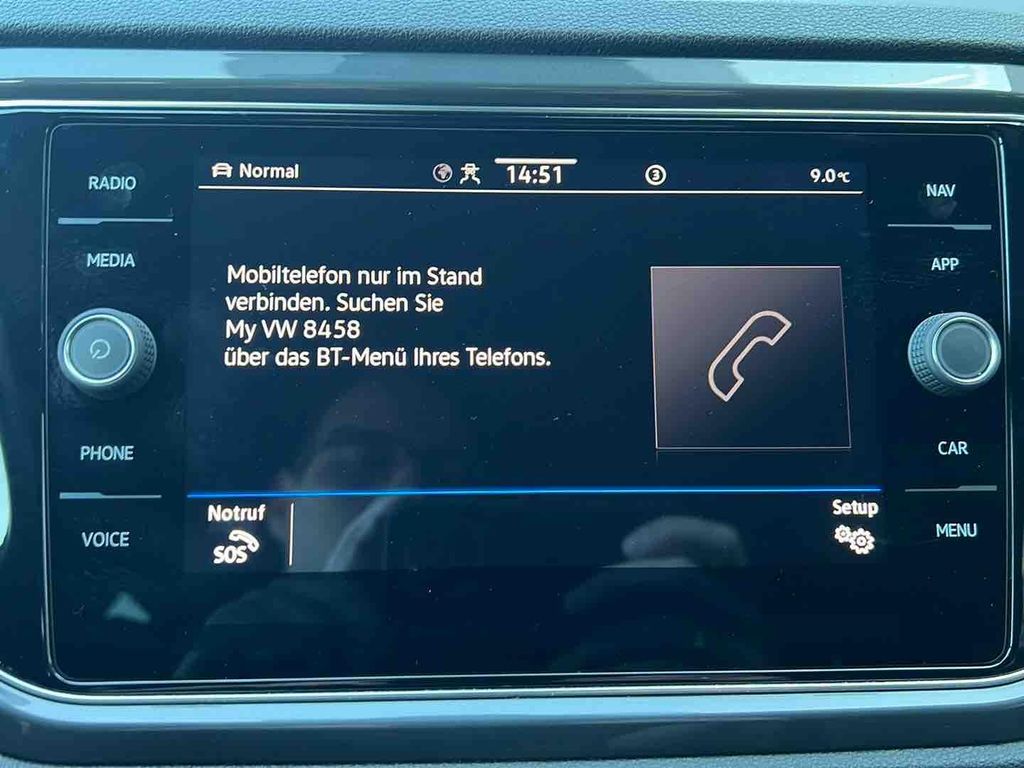 RADIO
MEDIA
PHONE
VOICE
Normal
14:51
3
9.0°C
Mobiltelefon nur im Stand
verbinden. Suchen Sie
My VW 8458
über das BT-Menü Ihres Telefons.
Notruf
SOS
Setup
NAV
APP
CAR
MENU